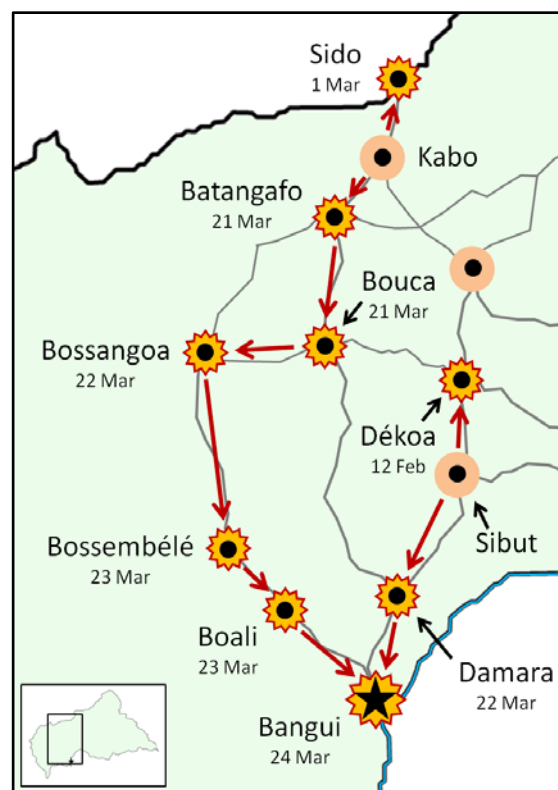 Sido
1 Mar
Kabo
Batangafo
21 Mar
Bouca
21 Mar
Bossangoa
22 Mar
Dékoa
12 Feb
Sibut
Bossembélé
23 Mar
Boali
23 Mar
Damara
22 Mar
Bangui
24 Mar